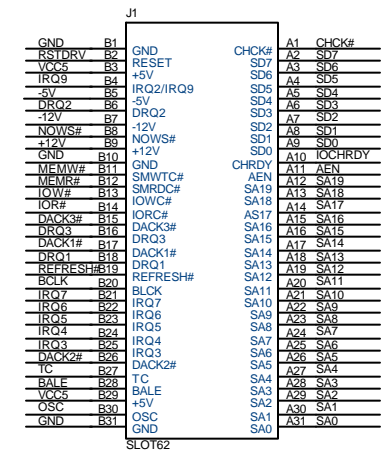 J1
GND B1 GND CHCK# A1 CHCK#
RSTDRV B2 RESET SD7 A2 SD7
VCC5 B3 +5V SD6 A3 SD6
IRQ9 B4 IRQ2/IRQ9 SD5 A4 SD5
-5V B5 -5V SD4 A5 SD4
DRQ2 B6 DRQ2 SD3 A6 SD3
-12V B7 -12V SD2 A7 SD2
NOWS# B8 NOWS# SD1 A8 SD1
+12V B9 +12V SD0 A9 SD0
GND B10 GND CHRDY A10 IOCHRDY
MEMW# B11 SMWTC# AEN A11 AEN
MEMR# B12 SMRDC# SA19 A12 SA19
IOW# B13 IOWC# SA18 A13 SA18
IOR# B14 IORC# AS17 A14 SA17
DACK3# B15 DACK3# SA16 A15 SA16
DRQ3 B16 DRQ3 SA15 A16 SA15
DACK1# B17 DACK1# SA14 A17 SA14
DRQ1 B18 DRQ1 SA13 A18 SA13
REFRESH# B19 REFRESH# SA12 A19 SA12
BCLK B20 BLCK SA11 A20 SA11
IRQ7 B21 IRQ7 SA10 A21 SA10
IRQ6 B22 IRQ6 SA9 A22 SA9
IRQ5 B23 IRQ5 SA8 A23 SA8
IRQ4 B24 IRQ4 SA7 A24 SA7
IRQ3 B25 IRQ3 SA6 A25 SA6
DACK2# B26 DACK2# SA5 A26 SA5
TC B27 TC SA4 A27 SA4
BALE B28 BALE SA3 A28 SA3
VCC5 B29 +5V SA2 A29 SA2
OSC B30 OSC SA1 A30 SA1
GND B31 GND SA0 A31 SA0
SLOT62